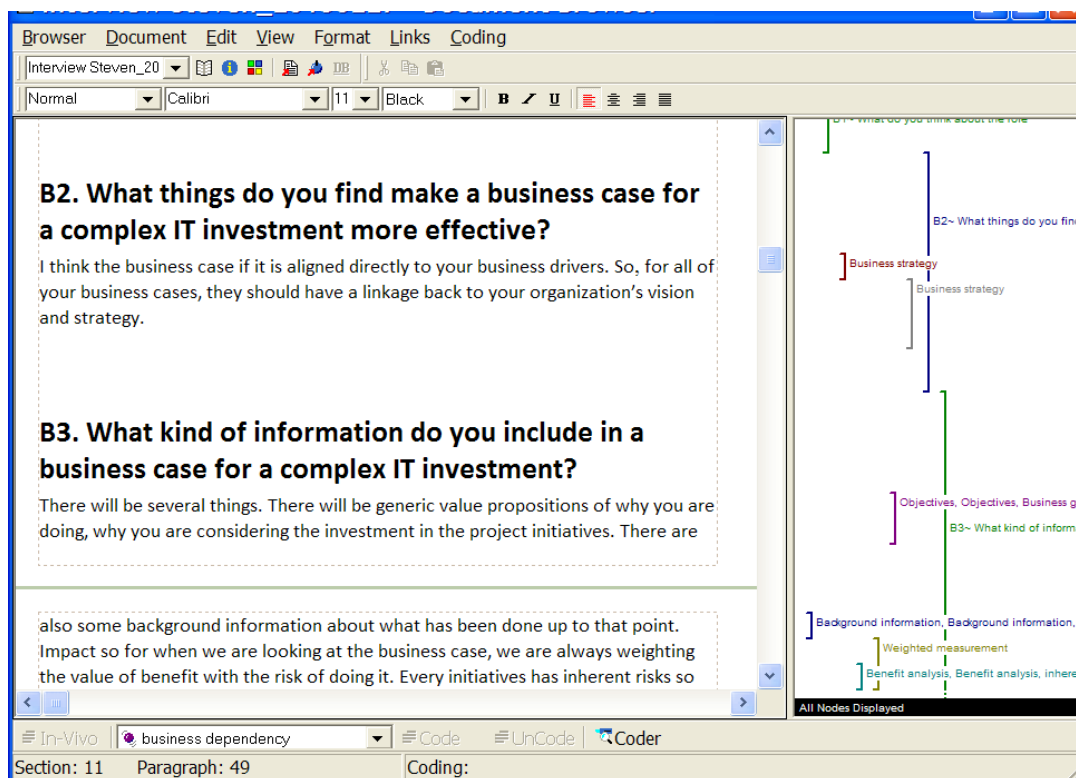 Browser Document Edit View Format Links Coding
Interview Steven_20 DB
Normal Calibri 11 Black B I U
B2. What things do you find make a business case for
a complex IT investment more effective?
I think the business case if it is aligned directly to your business drivers. So, for all of
your business cases, they should have a linkage back to your organization's vision
and strategy.
B3. What kind of information do you include in a
business case for a complex IT investment?
There will be several things. There will be generic value propositions of why you are
doing, why you are considering the investment in the project initiatives. There are
also some background information about what has been done up to that point.
Impact so for when we are looking at the business case, we are always weighting
the value of benefit with the risk of doing it. Every initiatives has inherent risks so
B1~ What do you think about the role
B2~ What things do you find
Business strategy
Business strategy
Objectives, Objectives, Business g
B3~ What kind of inform
Background information, Background information,
Weighted measurement
Benefit analysis, Benefit analysis, inhere
All Nodes Displayed
In-Vivo business dependency Code UnCode Coder
Section: 11 Paragraph: 49 Coding: